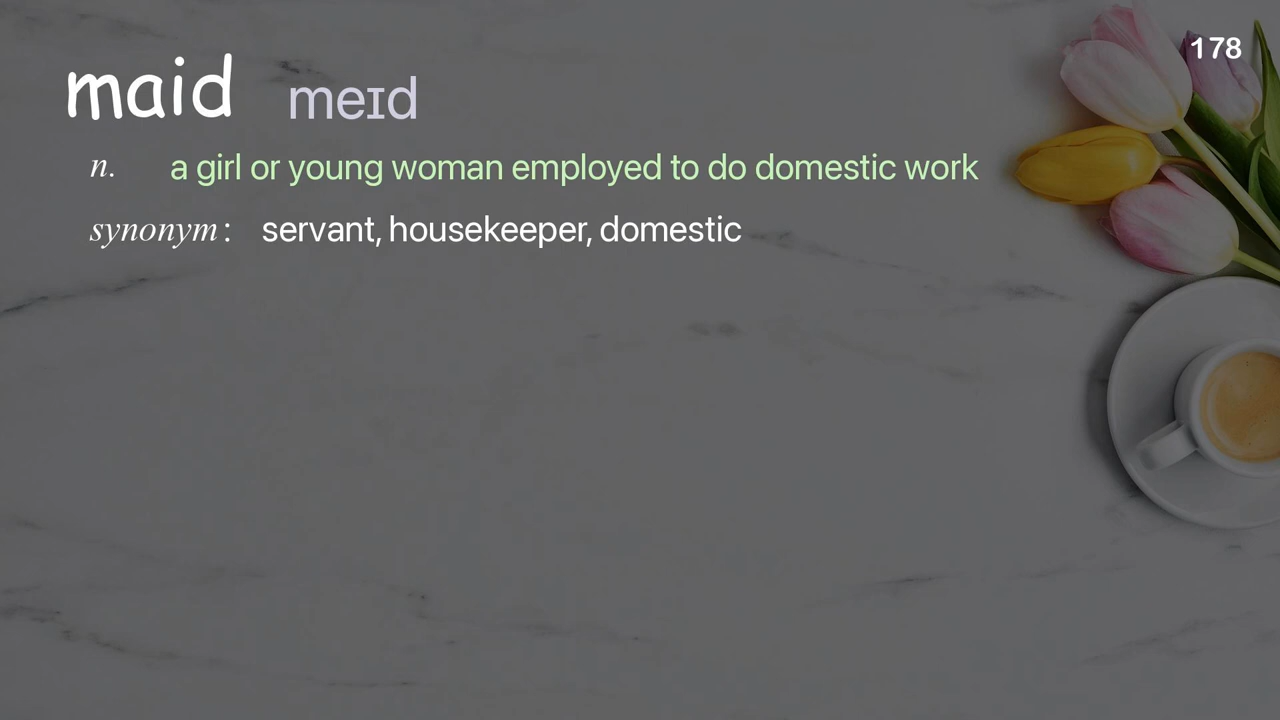 178
maid meɪd
n. a girl or young woman employed to do domestic work
synonym: servant, housekeeper, domestic